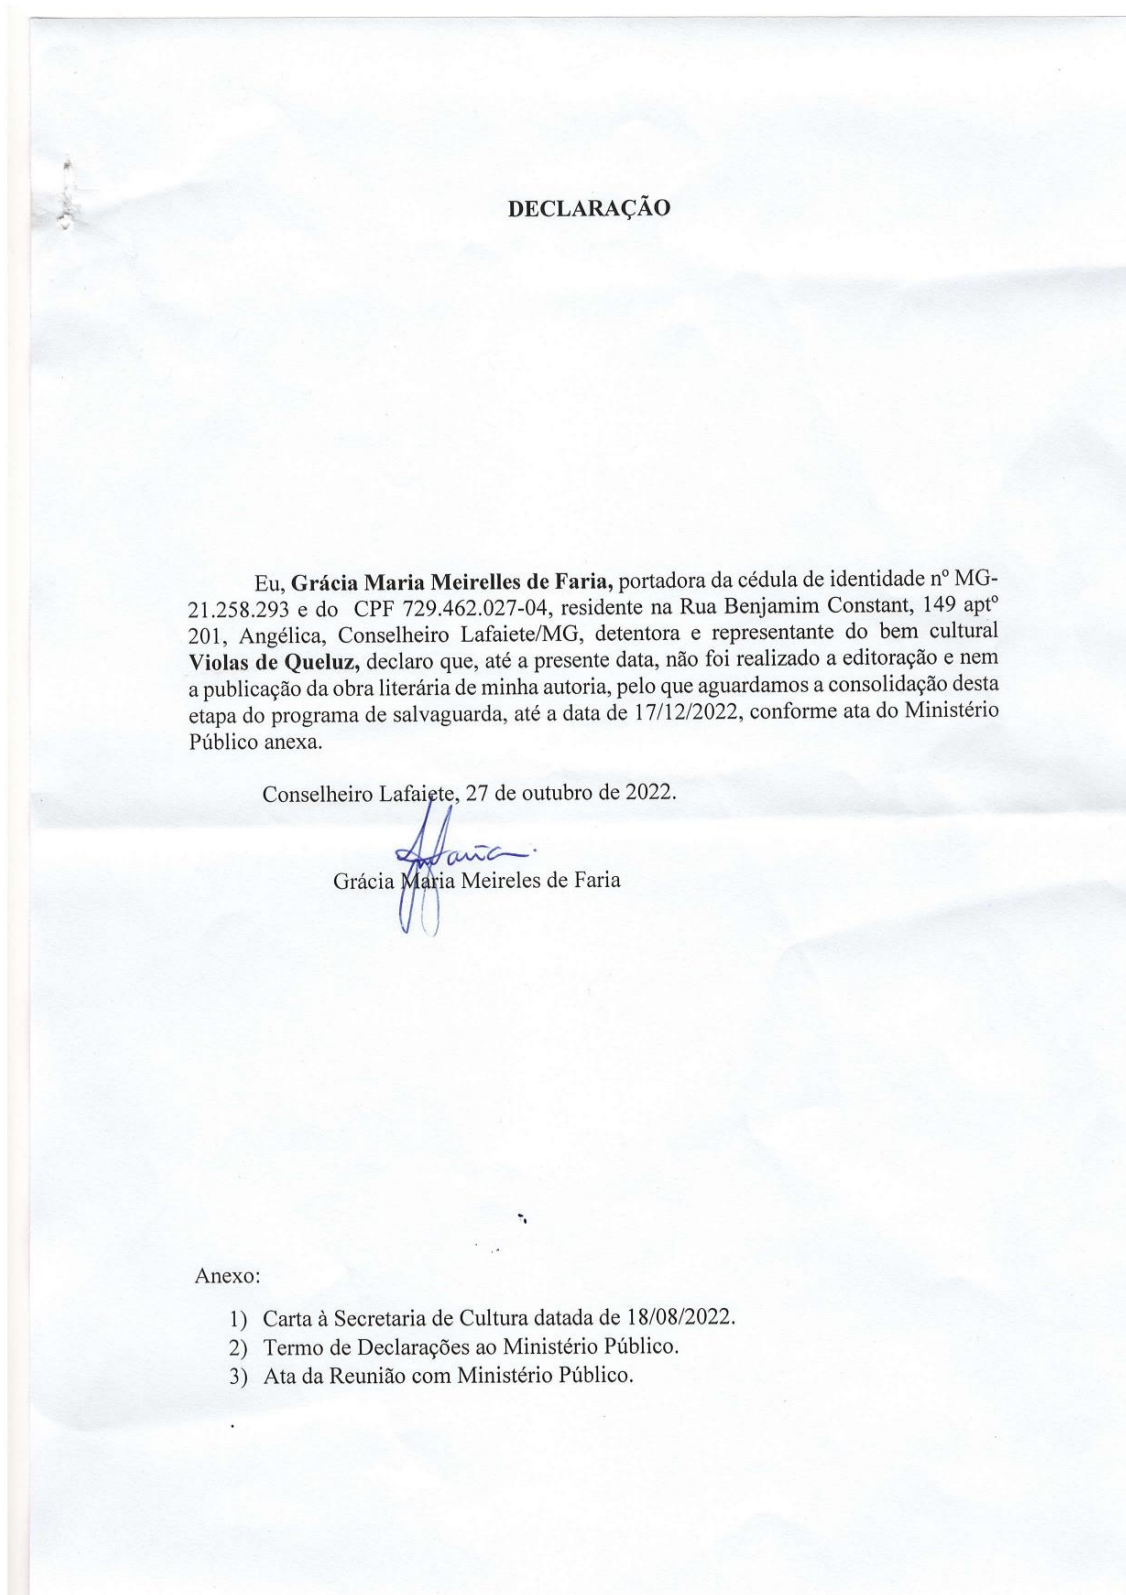 DECLARAÇÃO
Eu, Grácia Maria Meirelles de Faria, portadora da cédula de identidade nº MG-
21.258.293 e do CPF 729.462.027-04, residente na Rua Benjamim Constant, 149 aptº
201, Angélica, Conselheiro Lafaiete/MG, detentora e representante do bem cultural
Violas de Queluz, declaro que, até a presente data, não foi realizado a editoração e nem
a publicação da obra literária de minha autoria, pelo que aguardamos a consolidação desta
etapa do programa de salvaguarda, até a data de 17/12/2022, conforme ata do Ministério
Público anexa.
Conselheiro Lafaiete, 27 de outubro de 2022.
Grácia Maria Meireles de Faria
Anexo:
1) Carta à Secretaria de Cultura datada de 18/08/2022.
2) Termo de Declarações ao Ministério Público.
3) Ata da Reunião com Ministério Público.